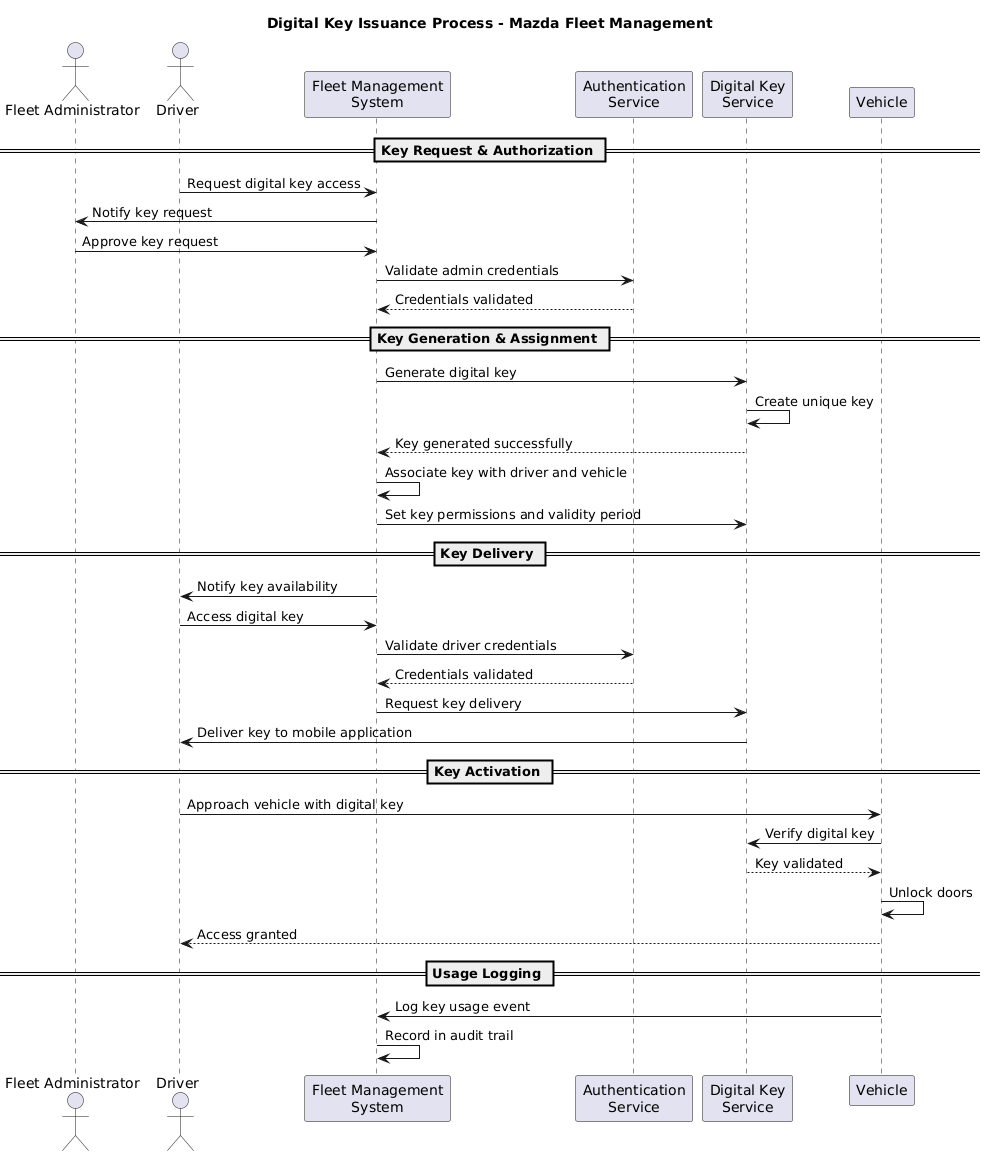 Digital Key Issuance Process - Mazda Fleet Management
Fleet Administrator
Driver
Fleet Management
System
Authentication
Service
Digital Key
Service
Vehicle
Key Request & Authorization
Request digital key access
Notify key request
Approve key request
Validate admin credentials
Credentials validated
Key Generation & Assignment
Generate digital key
Create unique key
Key generated successfully
Associate key with driver and vehicle
Set key permissions and validity period
Key Delivery
Notify key availability
Access digital key
Validate driver credentials
Credentials validated
Request key delivery
Deliver key to mobile application
Key Activation
Approach vehicle with digital key
Verify digital key
Key validated
Unlock doors
Access granted
Usage Logging
Log key usage event
Record in audit trail
Fleet Administrator
Driver
Fleet Management
System
Authentication
Service
Digital Key
Service
Vehicle